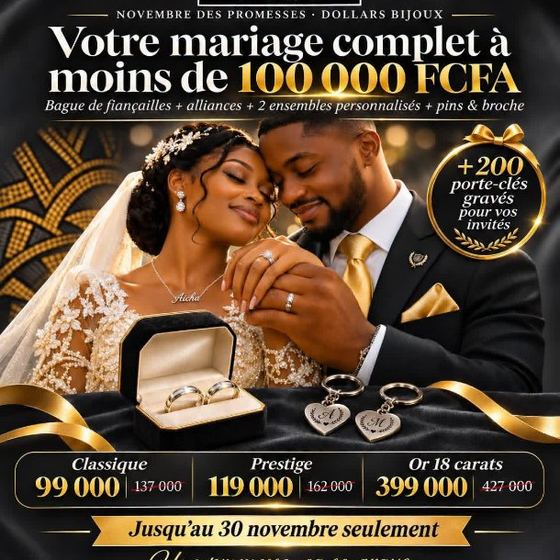 NOVEMBRE DES PROMESSES · DOLLARS BIJOUX
Votre mariage complet à
moins de 100 000 FCFA
Bague de fiançailles + alliances + 2 ensembles personnalisés + pins & broche
+200
porte-clés
gravés
pour vos
invités
Aïcha
A
M
Classique
99 000 | 137 000
Prestige
119 000 | 162 000
Or 18 carats
399 000 | 427 000
Jusqu'au 30 novembre seulement